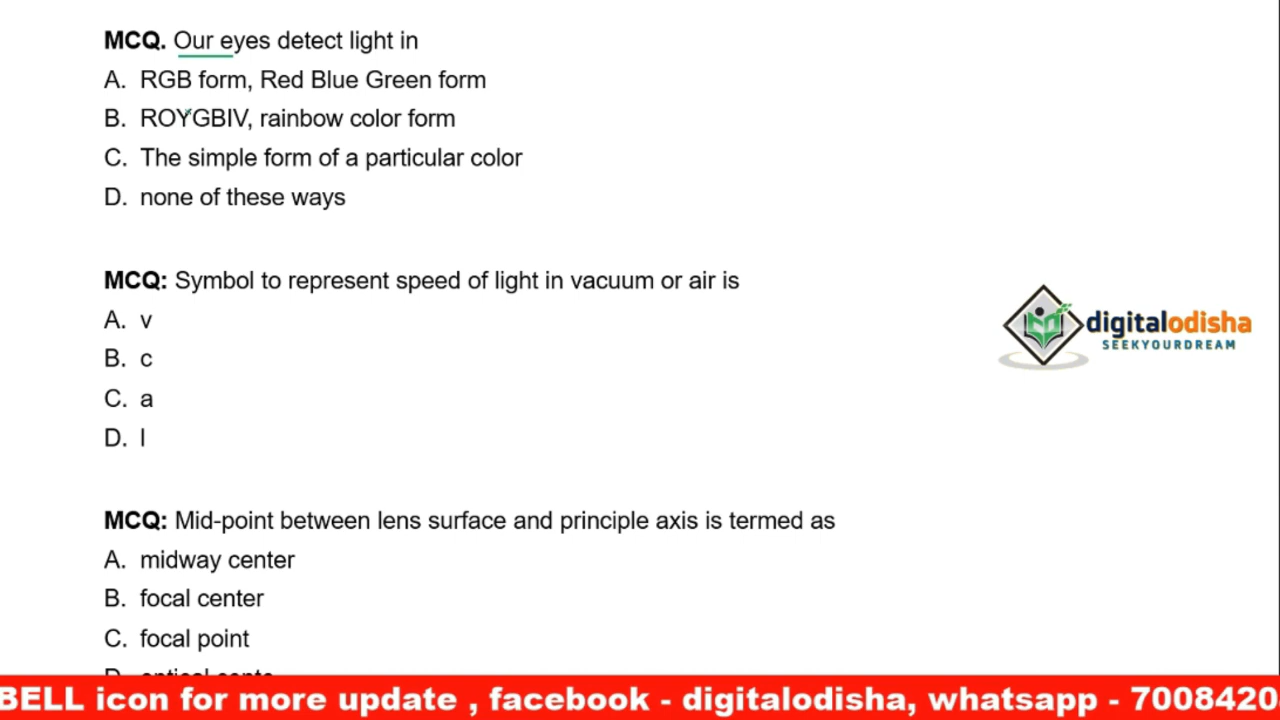 MCQ. Our eyes detect light in
A. RGB form, Red Blue Green form
B. ROYGBIV, rainbow color form
C. The simple form of a particular color
D. none of these ways
MCQ: Symbol to represent speed of light in vacuum or air is
A. v
B. c
C. a
D. l
digitalodisha
SEEKYOURDREAM
MCQ: Mid-point between lens surface and principle axis is termed as
A. midway center
B. focal center
C. focal point
D. optical
BELL icon for more update , facebook - digitalodisha, whatsapp - 7008420